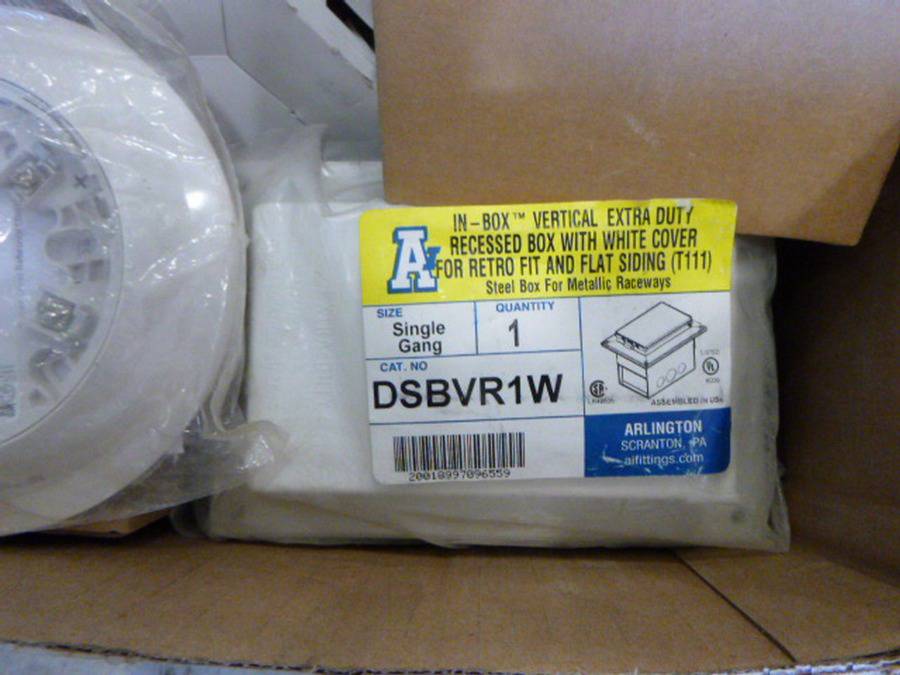 IN-BOX™ VERTICAL EXTRA DUTY
RECESSED BOX WITH WHITE COVER
FOR RETRO FIT AND FLAT SIDING (T111)
Steel Box For Metallic Raceways
A
SIZE
Single
Gang
QUANTITY
1
CAT. NO
DSBVR1W
LISTED
UL
ASSEMBLED IN USA
20018997096559
ARLINGTON
SCRANTON, PA
aifittings.com